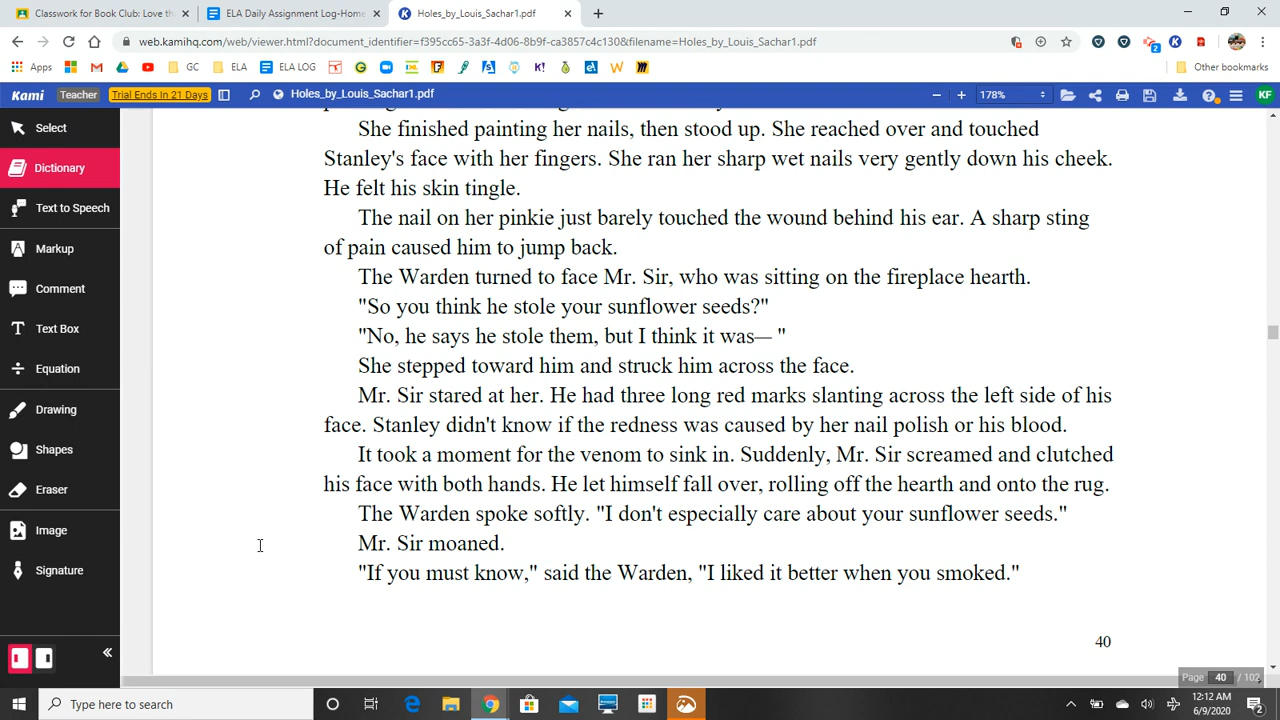 Classwork for Book Club: Love th
ELA Daily Assignment Log-Home
Holes_by_Louis_Sachar1.pdf
web.kamihq.com/web/viewer.html?document_identifier=f395cc65-3a3f-4d06-8b9f-ca3857c4c130&filename=Holes_by_Louis_Sachar1.pdf
Apps GC ELA ELA LOG K! Other bookmarks
Kami Teacher Trial Ends In 21 Days Holes_by_Louis_Sachar1.pdf 178% KF
Select
Dictionary
Text to Speech
Markup
Comment
Text Box
Equation
Drawing
Shapes
Eraser
Image
Signature
She finished painting her nails, then stood up. She reached over and touched
Stanley's face with her fingers. She ran her sharp wet nails very gently down his cheek.
He felt his skin tingle.
The nail on her pinkie just barely touched the wound behind his ear. A sharp sting
of pain caused him to jump back.
The Warden turned to face Mr. Sir, who was sitting on the fireplace hearth.
"So you think he stole your sunflower seeds?"
"No, he says he stole them, but I think it was— "
She stepped toward him and struck him across the face.
Mr. Sir stared at her. He had three long red marks slanting across the left side of his
face. Stanley didn't know if the redness was caused by her nail polish or his blood.
It took a moment for the venom to sink in. Suddenly, Mr. Sir screamed and clutched
his face with both hands. He let himself fall over, rolling off the hearth and onto the rug.
The Warden spoke softly. "I don't especially care about your sunflower seeds."
Mr. Sir moaned.
"If you must know," said the Warden, "I liked it better when you smoked."
40
Page 40 / 102
Type here to search
12:12 AM
6/9/2020